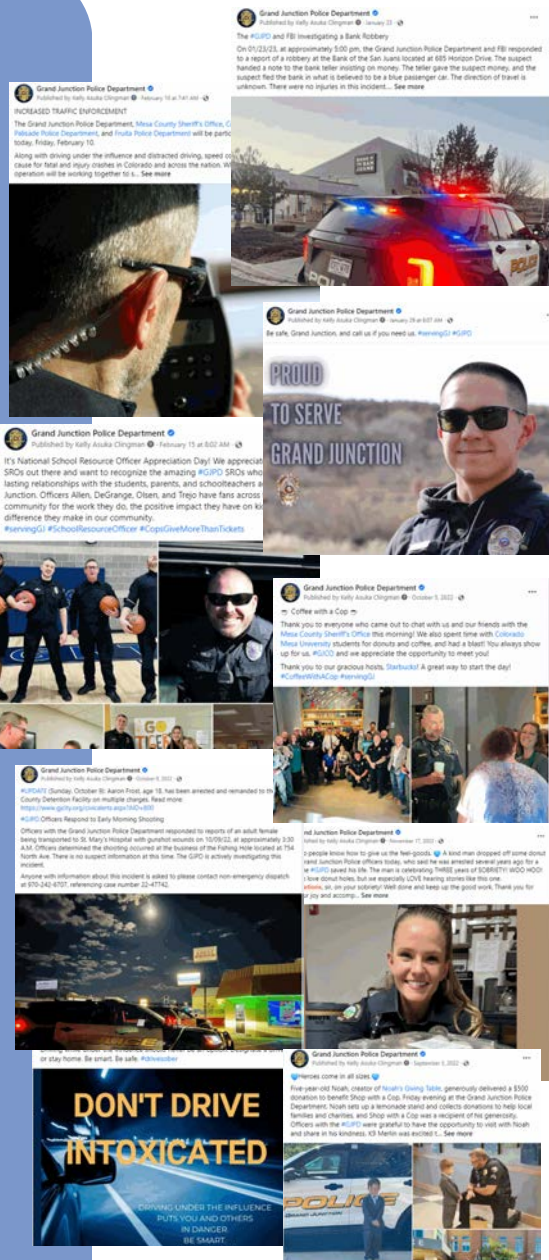 Grand Junction Police Department
Published by Kelly Asuka Clingman · January 23 ·
The #GJPD and FBI Investigating a Bank Robbery
On 01/23/23, at approximately 5:00 pm, the Grand Junction Police Department and FBI responded
to a report of a robbery at the Bank of the San Juans located at 685 Horizon Drive. The suspect
handed a note to the bank teller insisting on money. The teller gave the suspect money, and the
suspect fled the bank in what is believed to be a blue passenger car. The direction of travel is
unknown. There were no injuries in this incident... See more
Grand Junction Police Department
Published by Kelly Asuka Clingman · February 10 at 7:41 AM ·
INCREASED TRAFFIC ENFORCEMENT
The Grand Junction Police Department, Mesa County Sheriff's Office,
Palisade Police Department, and Fruita Police Department will be
today, Friday, February 10.
Along with driving under the influence and distracted driving, speed
cause for fatal and injury crashes in Colorado and across the nation.
operation will be working together to s... See more
POLICE
Grand Junction Police Department
Published by Kelly Asuka Clingman · January 29 at 8:07 AM ·
Be safe, Grand Junction, and call us if you need us. #servingGJ #GJPD
PROUD
TO SERVE
GRAND JUNCTION
Grand Junction Police Department
Published by Kelly Asuka Clingman · February 15 at 8:02 AM ·
It's National School Resource Officer Appreciation Day! We
SROs out there and want to recognize the amazing #GJPD SROs who
lasting relationships with the students, parents, and schoolteachers
Junction. Officers Allen, DeGrange, Olsen, and Trejo have fans across
community for the work they do, the positive impact they have on
difference they make in our community.
#servingGJ #SchoolResourceOfficer #CopsGiveMoreThanTickets
GO
Grand Junction Police Department
Published by Kelly Asuka Clingman · October 5, 2022 ·
Coffee with a Cop
Thank you to everyone who came out to chat with us and our friends with the
Mesa County Sheriff's Office this morning! We also spent time with Colorado
Mesa University students for donuts and coffee, and had a blast! You always show
up for us, #GJCO and we appreciate the opportunity to meet you!
Thank you to our gracious hosts, Starbucks! A great way to start the day!
#CoffeeWithACop #servingGJ
Grand Junction Police Department
Published by Kelly Asuka Clingman · October 9, 2022 ·
#UPDATE (Sunday, October 9): Aaron Frost, age 18, has been arrested and remanded to
County Detention Facility on multiple charges. Read more:
#GJPD Officers Respond to Early Morning Shooting
Officers with the Grand Junction Police Department responded to reports of an adult female
being transported to St. Mary's Hospital with gunshot wounds on 10/09/22, at approximately 3:30
A.M. Officers determined the shooting occurred at the business of the Fishing Hole located at 754
North Ave. There is no suspect information at this time. The GJPD is actively investigating this
incident.
Anyone with information about this incident is asked to please contact non-emergency dispatch
at 970-242-6707, referencing case number 22-47742.
Junction Police Department
by Kelly Asuka Clingman · November 17, 2022 ·
people know how to give us the feel-goods. A kind man dropped off some donut
Grand Junction Police officers today, who said he was arrested several years ago for a
#GJPD saved his life. The man is celebrating THREE years of SOBRIETY! WOO HOO!
love donut holes, but we especially LOVE hearing stories like this one.
sir, on your sobriety! Well done and keep up the good work. Thank you for
joy and accomp... See more
or stay home. Be smart. Be safe. #drivesober
DON'T DRIVE
INTOXICATED
DRIVING UNDER THE INFLUENCE
PUTS YOU AND OTHERS
IN DANGER.
BE SMART.
Grand Junction Police Department
Published by Kelly Asuka Clingman · September 3, 2022 ·
Heroes come in all sizes
Five-year-old Noah, creator of Noah's Giving Table, generously delivered a $500
donation to benefit Shop with a Cop, Friday evening at the Grand Junction Police
Department. Noah sets up a lemonade stand and collects donations to help local
families and charities, and Shop with a Cop was a recipient of his generosity.
Officers with the #GJPD were grateful to have the opportunity to visit with Noah
and share in his kindness. K9 Merlin was excited t... See more
POLICE
GRAND JUNCTION